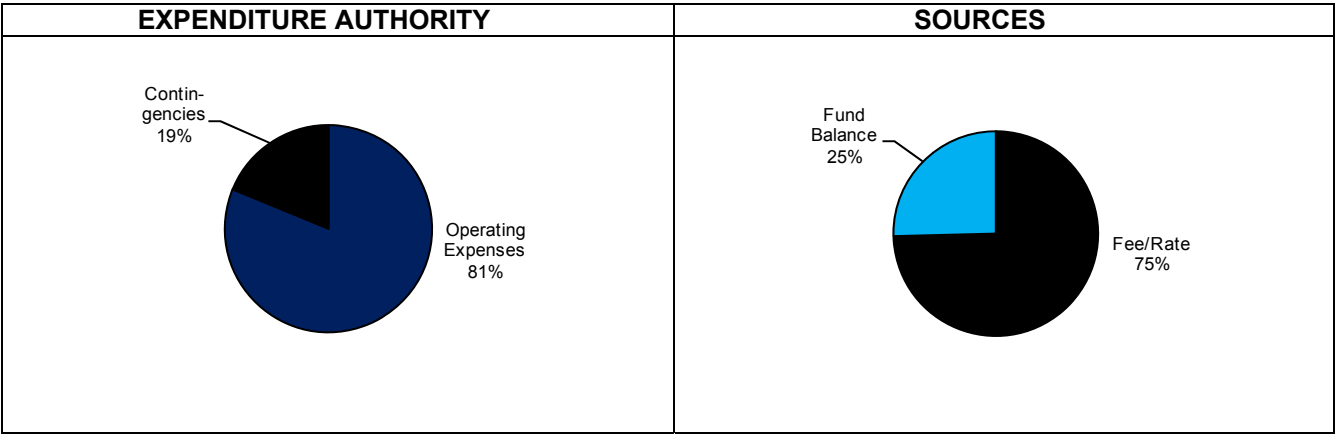 EXPENDITURE AUTHORITY
Contin-
gencies
19%
Operating
Expenses
81%
SOURCES
Fund
Balance
25%
Fee/Rate
75%